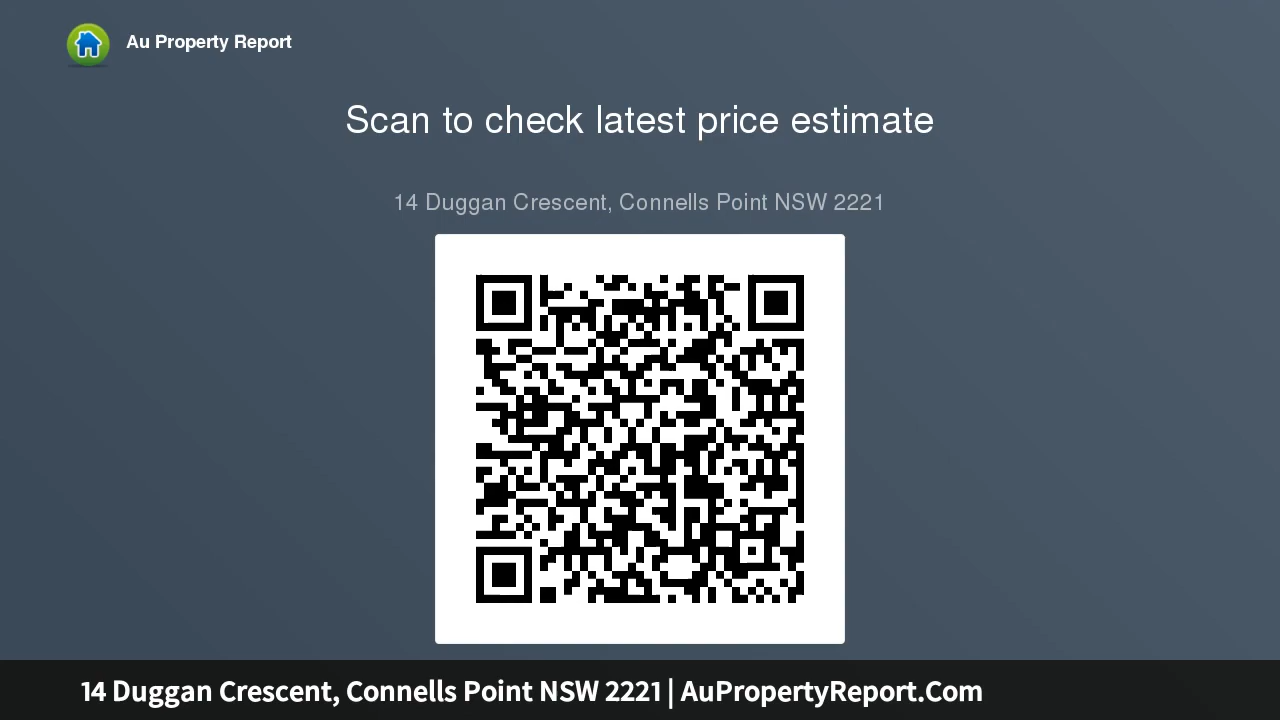 Au Property Report
Scan to check latest price estimate
14 Duggan Crescent, Connells Point NSW 2221
14 Duggan Crescent, Connells Point NSW 2221 | AuPropertyReport.Com